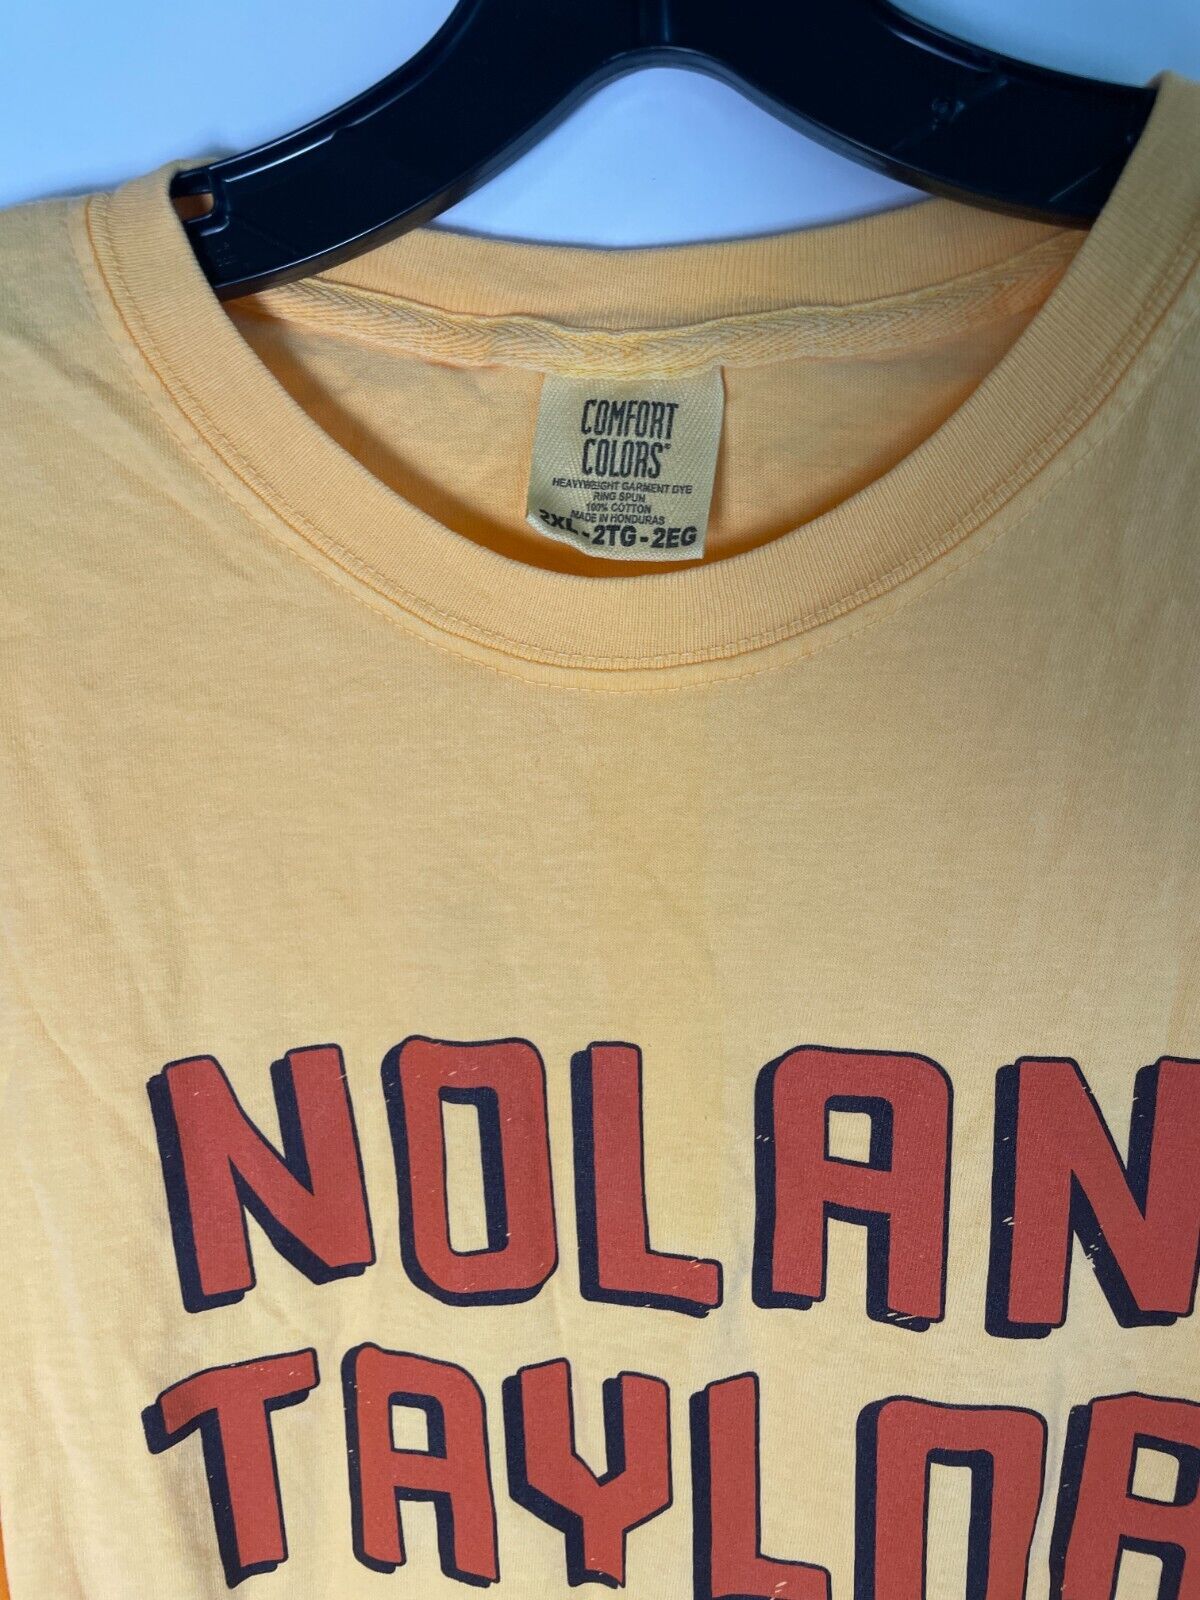 COMFORT
COLORS®
HEAVYWEIGHT GARMENT DYE
RING SPUN
100% COTTON
MADE IN HONDURAS
2XL-2TG-2EG
NOLAN
TAYLOR